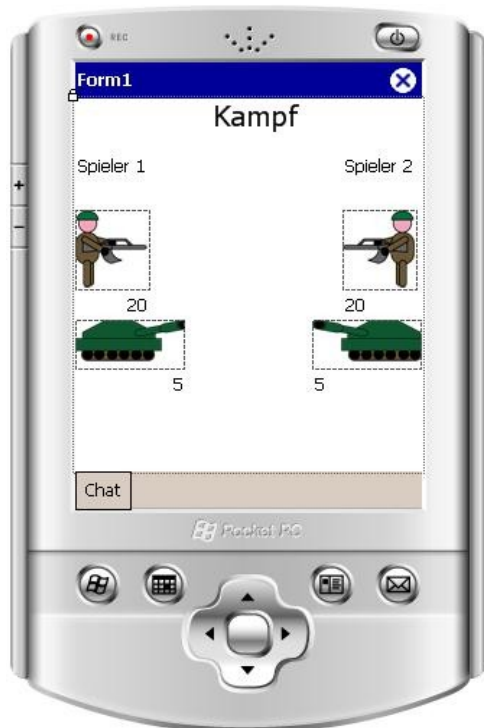 REC
Form1
Kampf
Spieler 1 Spieler 2
20 20
5 5
Chat
Pocket PC
+
−